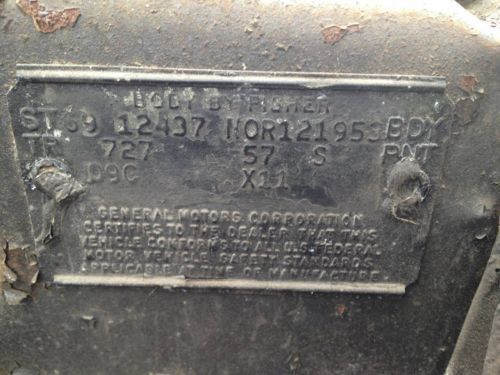 BODY BY FISHER
ST 69 12437 NOR121953 BDY
TR 727 57 S PNT
09C X11
GENERAL MOTORS CORPORATION
CERTIFIES TO THE DEALER THAT THIS
VEHICLE CONFORMS TO ALL U.S. FEDERAL
MOTOR VEHICLE SAFETY STANDARDS
APPLICABLE AT TIME OF MANUFACTURE.